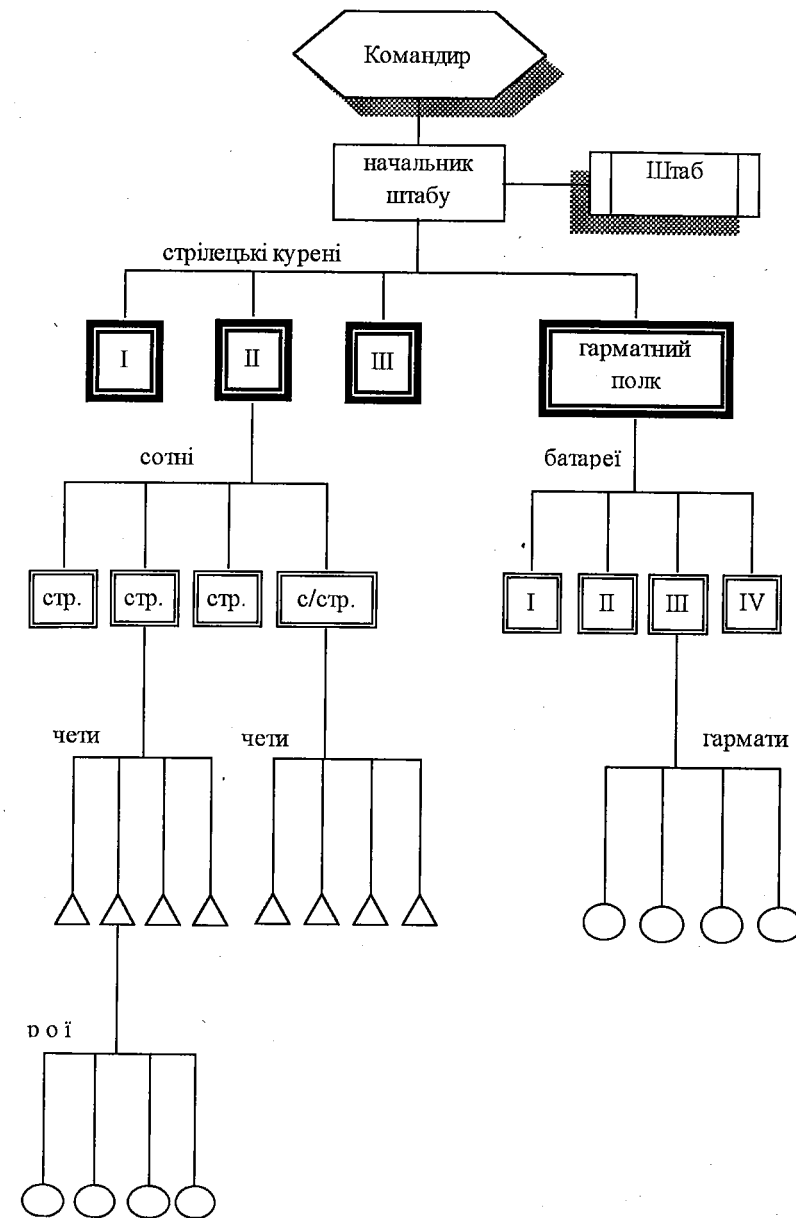 Командир
начальник
штабу
Штаб
стрілецькі курені
I
II
III
гарматний
полк
сотні
батареї
стр.
стр.
стр.
с/стр.
I
II
III
IV
чети
чети
гармати
рої